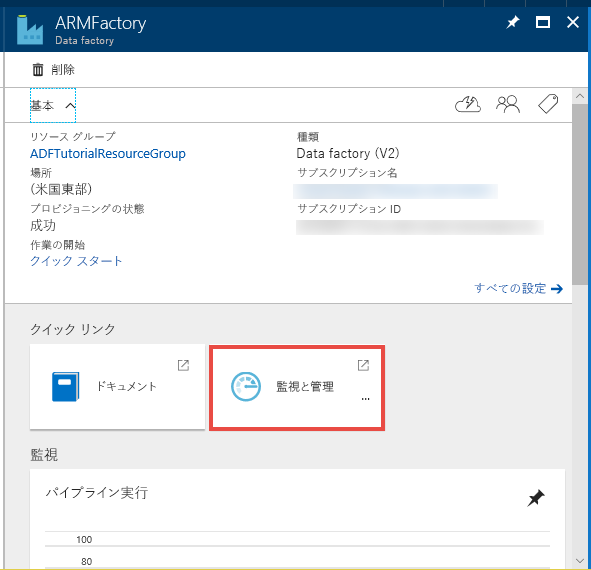 ARMFactory
Data factory
削除
基本
リソース グループ
ADFTutorialResourceGroup
場所
(米国東部)
プロビジョニングの状態
成功
作業の開始
クイック スタート
種類
Data factory (V2)
サブスクリプション名
サブスクリプション ID
すべての設定
クイック リンク
ドキュメント
監視と管理
...
監視
パイプライン実行
100
80